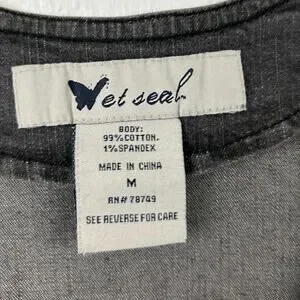 Wet seal.
BODY:
99% COTTON.
1% SPANDEX
MADE IN CHINA
M
RN# 78749
SEE REVERSE FOR CARE